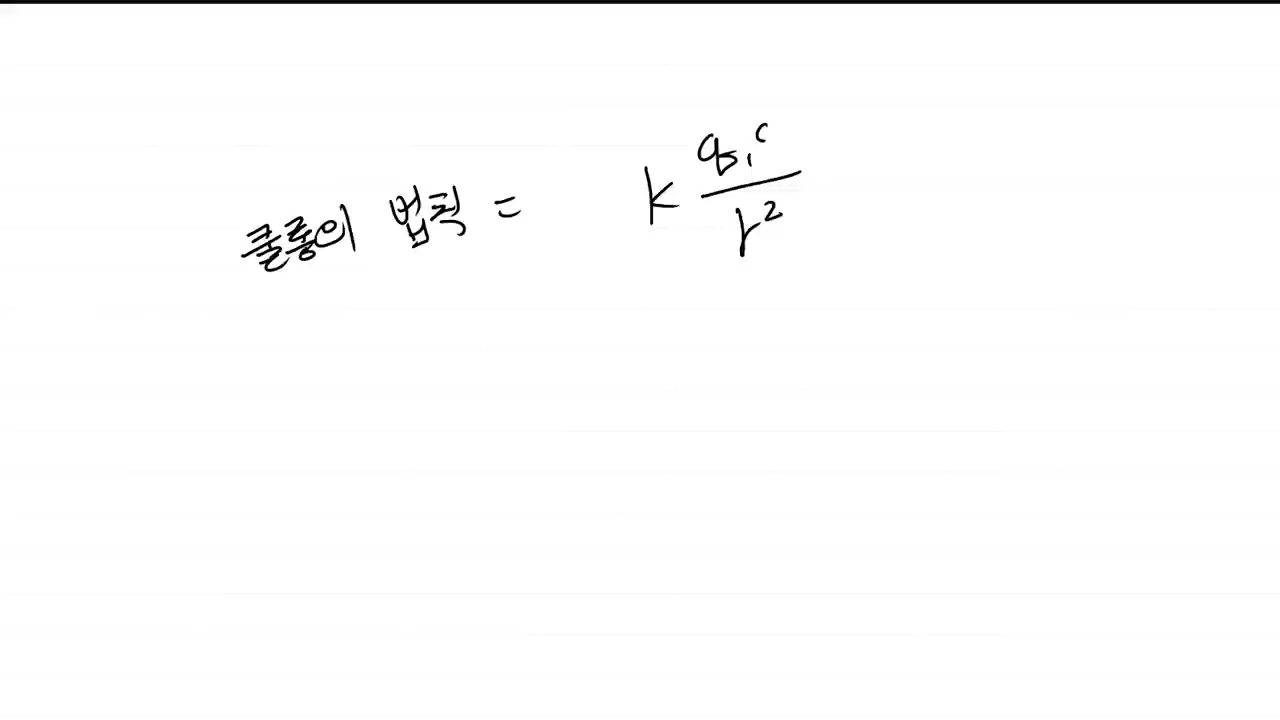 쿨롱의 법칙 = k q₁ / r²